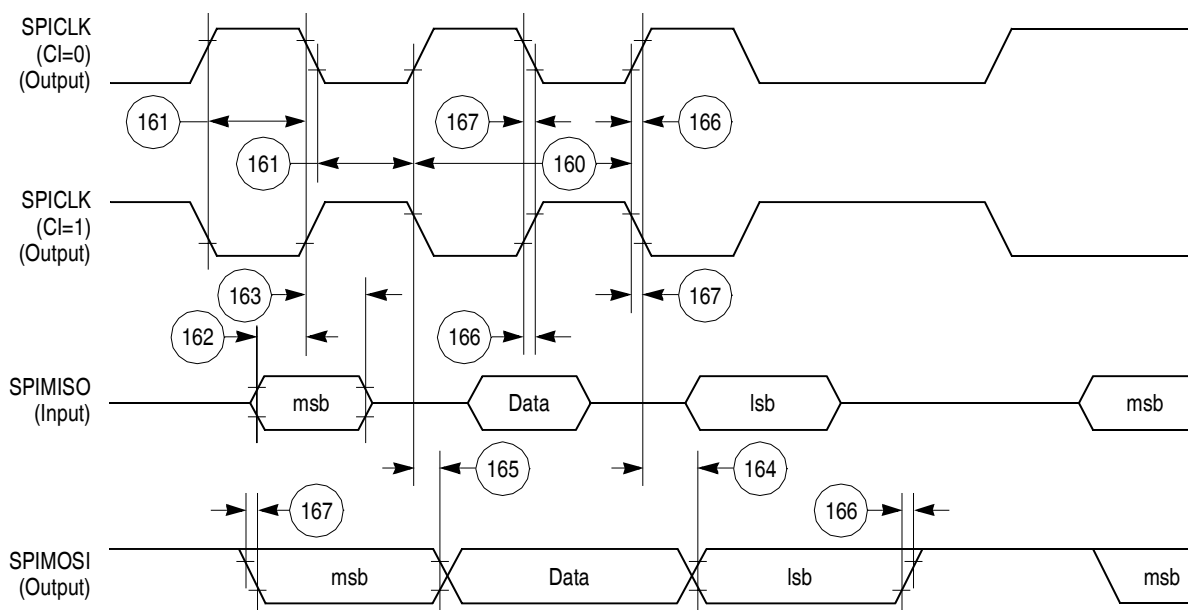 SPICLK
(CI=0)
(Output)
161
167
166
161
160
SPICLK
(CI=1)
(Output)
163
167
162
166
SPIMISO
(Input)
msb
Data
lsb
msb
165
164
167
166
SPIMOSI
(Output)
msb
Data
lsb
msb